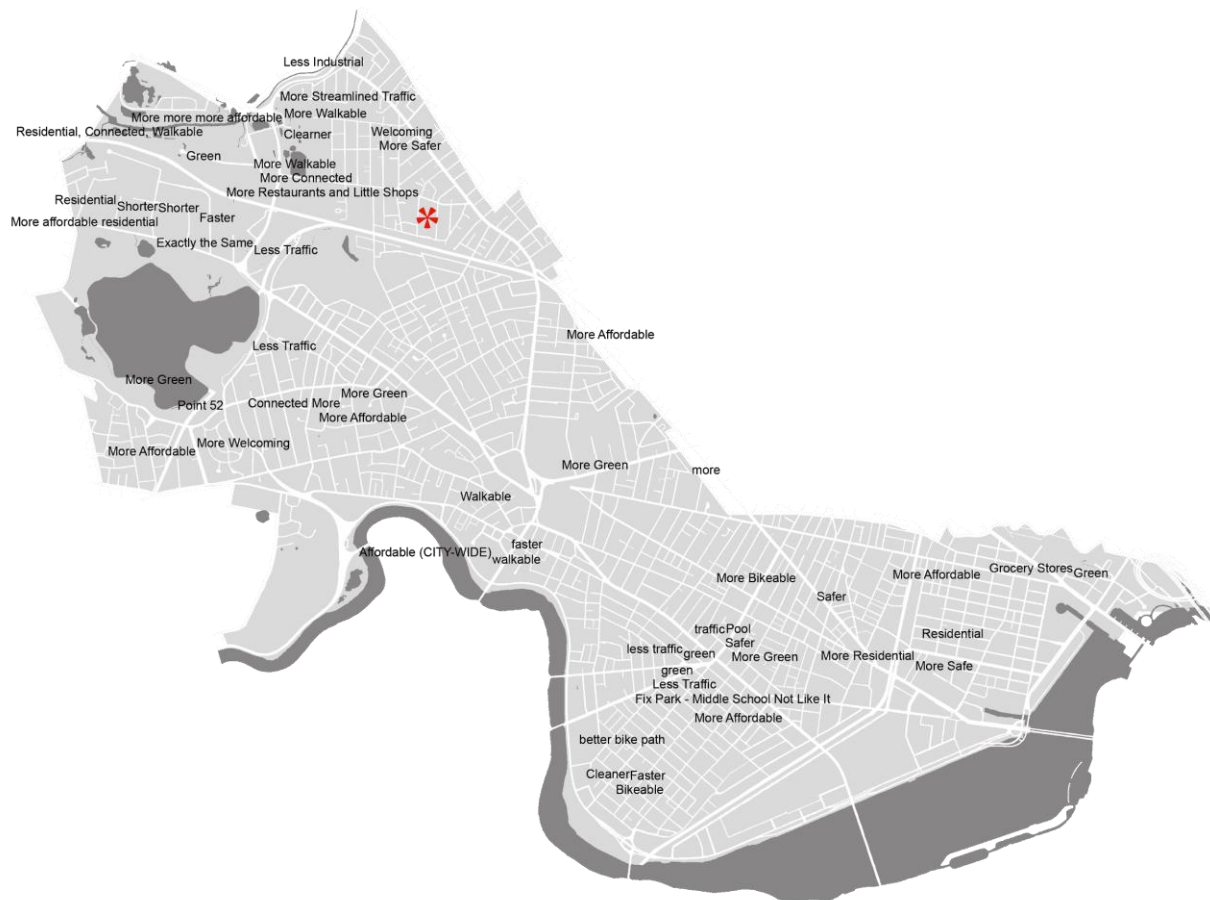 Less Industrial
More Streamlined Traffic
More Walkable
More more more affordable
Residential, Connected, Walkable
Clearner
Welcoming
More Safer
Green
More Walkable
More Connected
More Restaurants and Little Shops
Residential
Shorter
Shorter
Faster
More affordable residential
Exactly the Same
Less Traffic
More Affordable
Less Traffic
More Green
Point 52
Connected More
More Green
More Affordable
More Affordable
More Welcoming
More Green
more
Walkable
faster
Affordable (CITY-WIDE)
walkable
More Bikeable
More Affordable
Grocery Stores
Green
Safer
traffic
Pool
Safer
less traffic
green
More Green
Residential
More Residential
More Safe
green
Less Traffic
Fix Park - Middle School Not Like It
More Affordable
better bike path
Cleaner
Faster
Bikeable